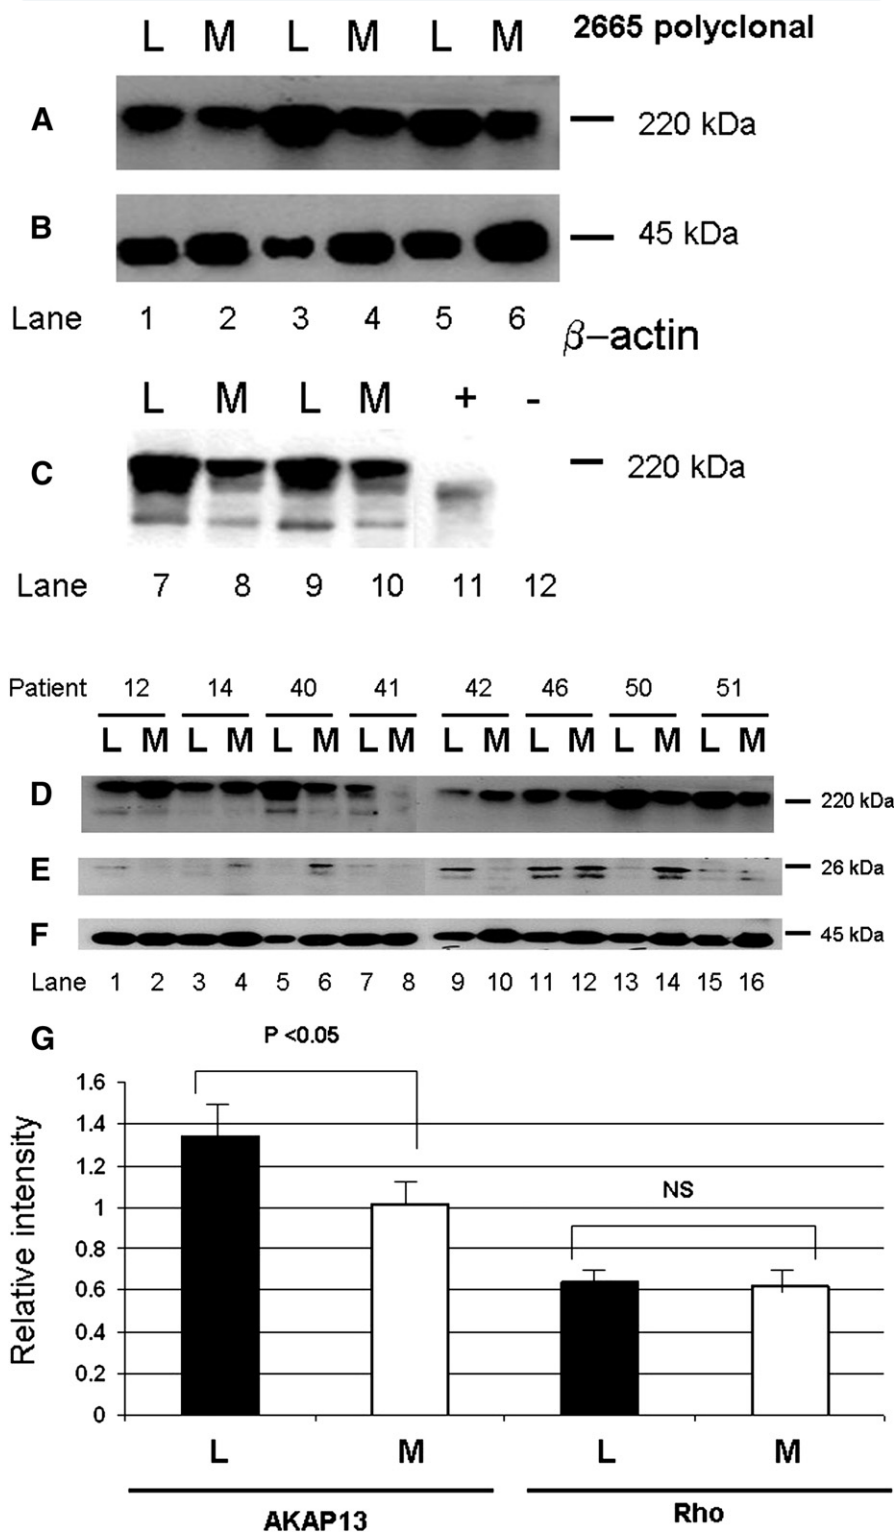 L M L M L M 2665 polyclonal
A 220 kDa
B 45 kDa
Lane 1 2 3 4 5 6
β–actin
L M L M + -
C 220 kDa
Lane 7 8 9 10 11 12
Patient 12 14 40 41 42 46 50 51
L M L M L M L M L M L M L M L M
D 220 kDa
E 26 kDa
F 45 kDa
Lane 1 2 3 4 5 6 7 8 9 10 11 12 13 14 15 16
G
P <0.05
1.6
1.4
1.2
NS
1
0.8
0.6
0.4
0.2
0
Relative intensity
L M L M
AKAP13 Rho